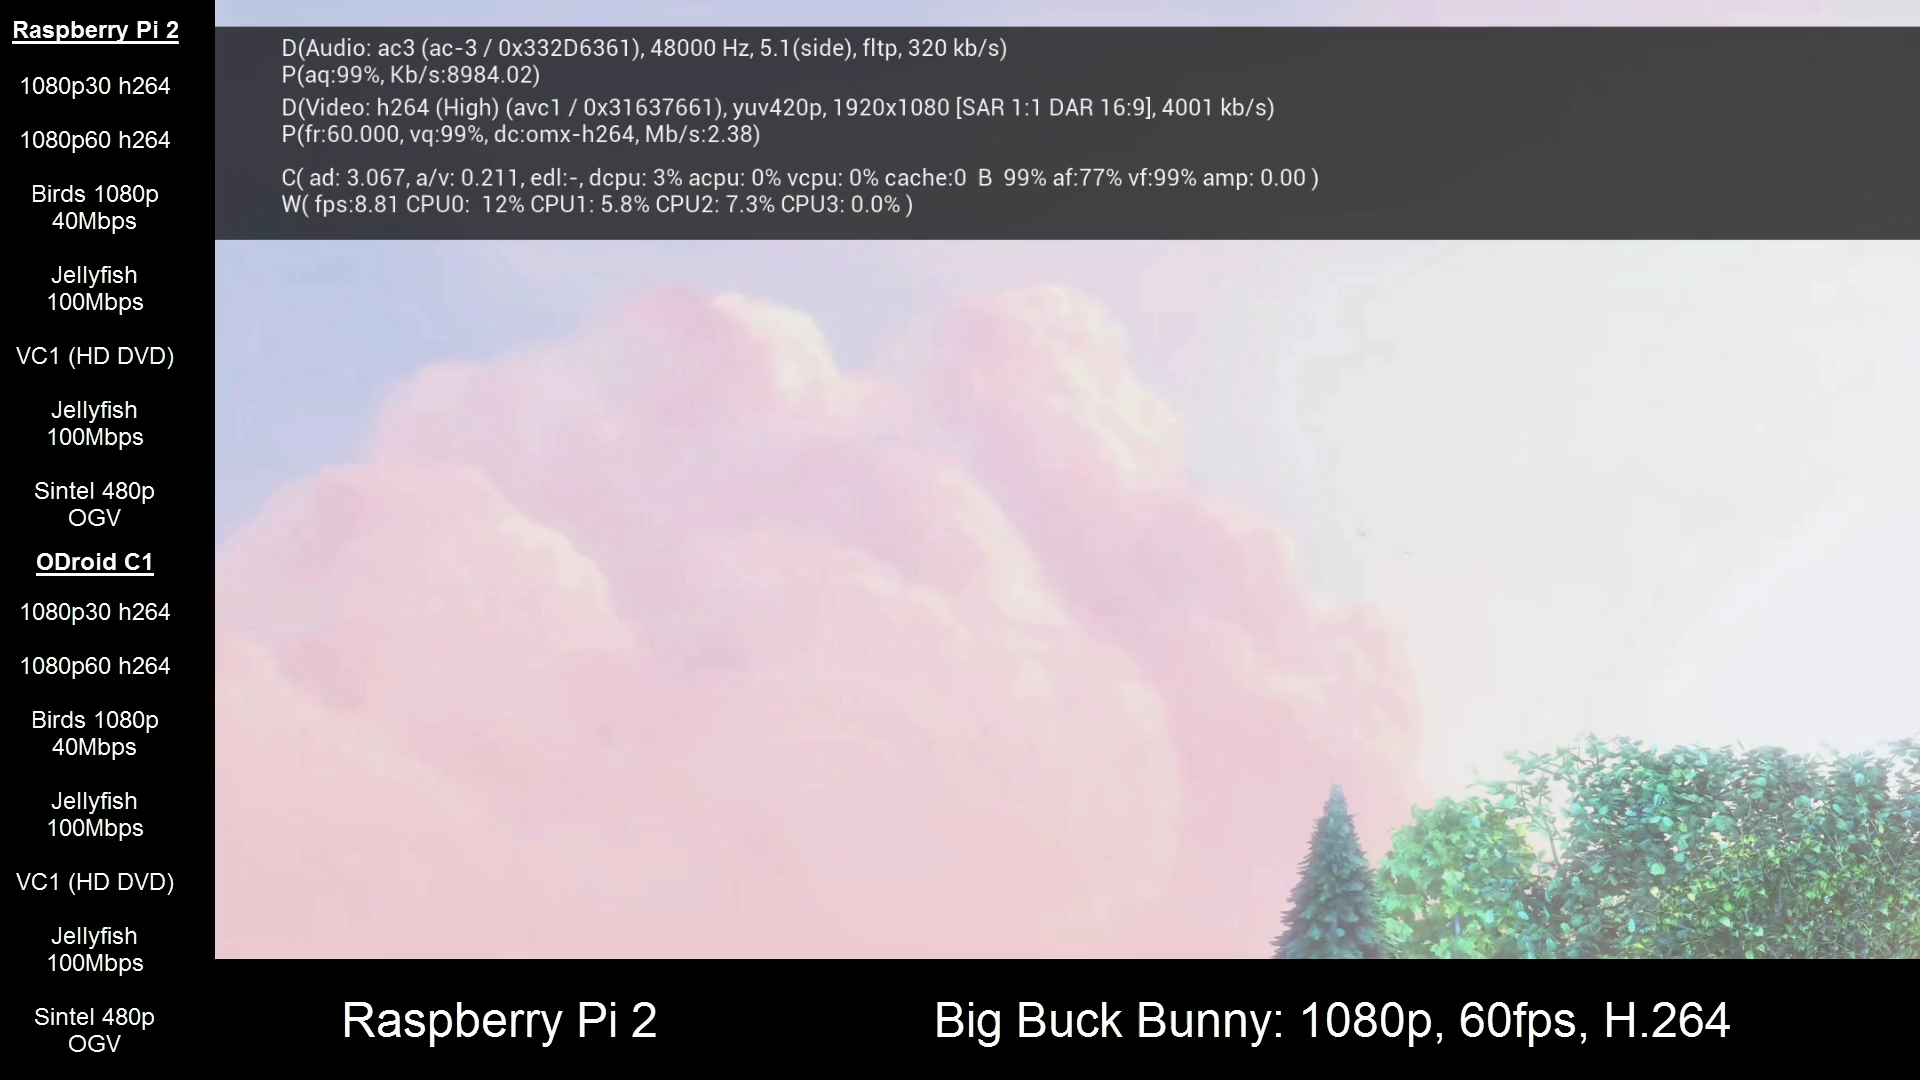 Raspberry Pi 2
1080p30 h264
1080p60 h264
Birds 1080p
40Mbps
Jellyfish
100Mbps
VC1 (HD DVD)
Jellyfish
100Mbps
Sintel 480p
OGV
ODroid C1
1080p30 h264
1080p60 h264
Birds 1080p
40Mbps
Jellyfish
100Mbps
VC1 (HD DVD)
Jellyfish
100Mbps
Sintel 480p
OGV
D(Audio: ac3 (ac-3 / 0x332D6361), 48000 Hz, 5.1(side), fltp, 320 kb/s)
P(aq:99%, Kb/s:8984.02)
D(Video: h264 (High) (avc1 / 0x31637661), yuv420p, 1920x1080 [SAR 1:1 DAR 16:9], 4001 kb/s)
P(fr:60.000, vq:99%, dc:omx-h264, Mb/s:2.38)
C( ad: 3.067, a/v: 0.211, edl:-, dcpu: 3% acpu: 0% vcpu: 0% cache:0 B 99% af:77% vf:99% amp: 0.00 )
W( fps:8.81 CPU0: 12% CPU1: 5.8% CPU2: 7.3% CPU3: 0.0% )
Raspberry Pi 2
Big Buck Bunny: 1080p, 60fps, H.264